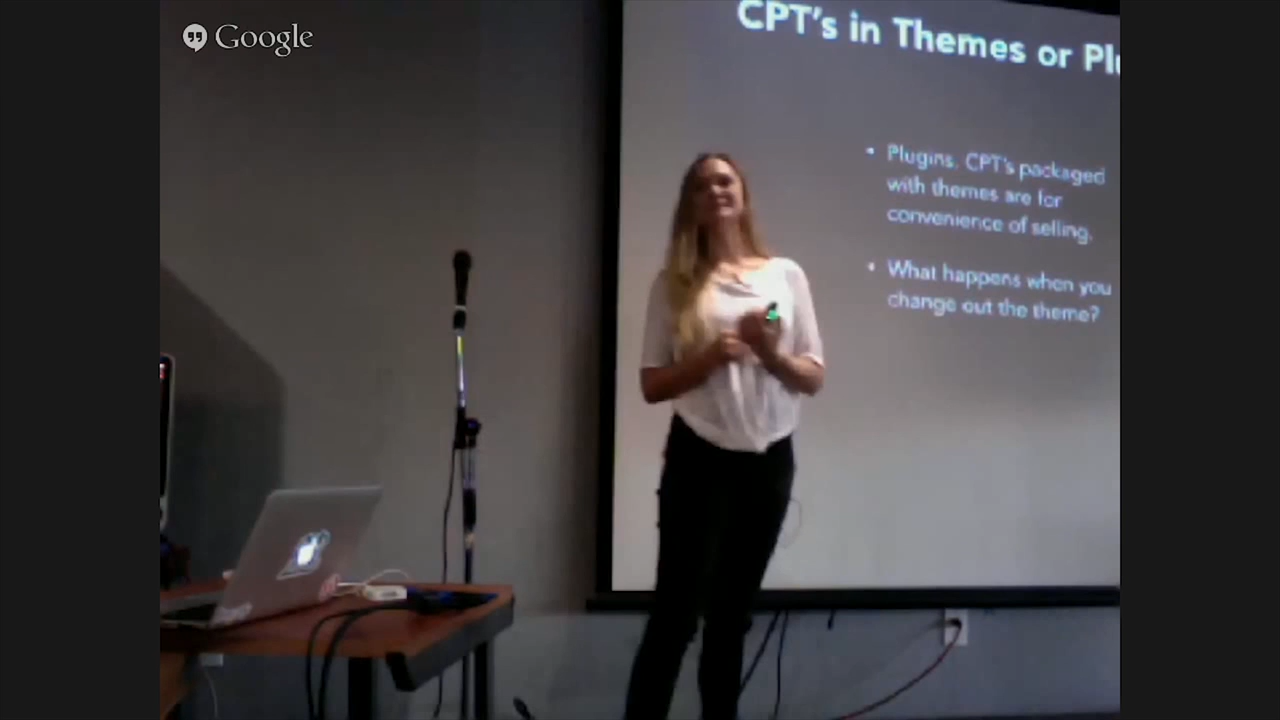 Google
CPT's in Themes or Plu
• Plugins. CPT's packaged
with themes are for
convenience of selling.
• What happens when you
change out the theme?